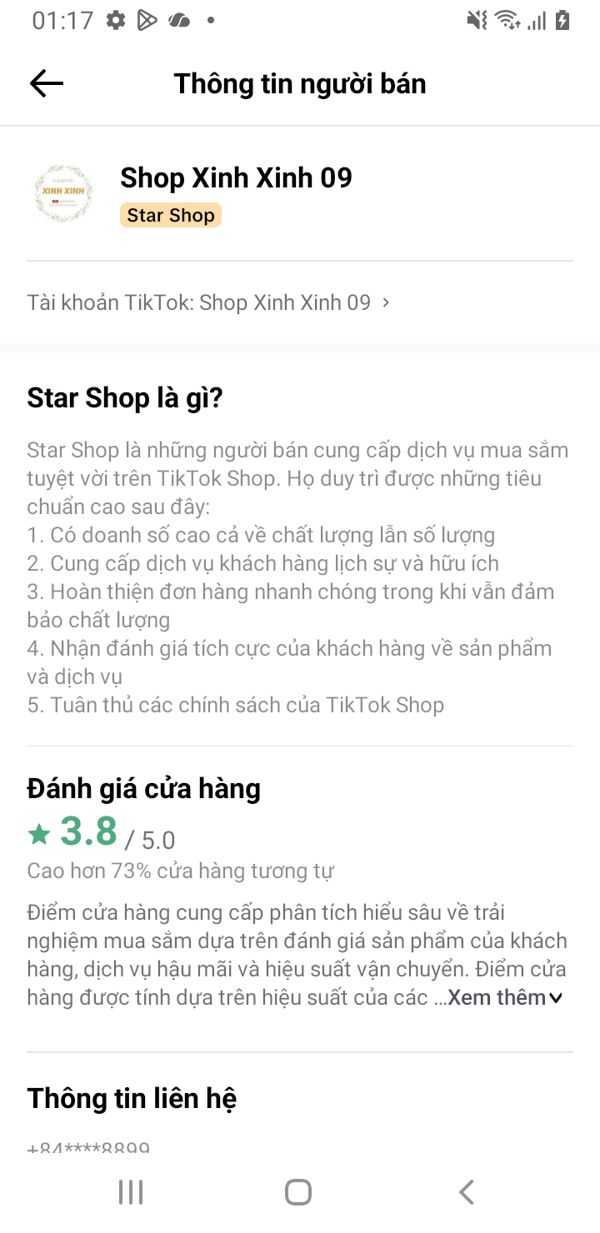 01:17
Thông tin người bán
XINH XINH
Shop Xinh Xinh 09
Star Shop
Tài khoản TikTok: Shop Xinh Xinh 09 ›
Star Shop là gì?
Star Shop là những người bán cung cấp dịch vụ mua sắm
tuyệt vời trên TikTok Shop. Họ duy trì được những tiêu
chuẩn cao sau đây:
1. Có doanh số cao cả về chất lượng lẫn số lượng
2. Cung cấp dịch vụ khách hàng lịch sự và hữu ích
3. Hoàn thiện đơn hàng nhanh chóng trong khi vẫn đảm
bảo chất lượng
4. Nhận đánh giá tích cực của khách hàng về sản phẩm
và dịch vụ
5. Tuân thủ các chính sách của TikTok Shop
Đánh giá cửa hàng
3.8 / 5.0
Cao hơn 73% cửa hàng tương tự
Điểm cửa hàng cung cấp phân tích hiểu sâu về trải
nghiệm mua sắm dựa trên đánh giá sản phẩm của khách
hàng, dịch vụ hậu mãi và hiệu suất vận chuyển. Điểm cửa
hàng được tính dựa trên hiệu suất của các ...Xem thêm
Thông tin liên hệ
+84****8899